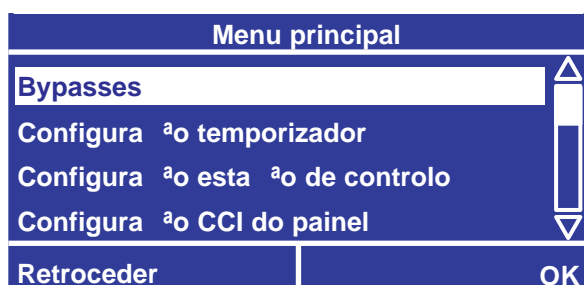 Menu principal
Bypasses
Configura ªo temporizador
Configura ªo esta ªo de controlo
Configura ªo CCI do painel
Retroceder OK